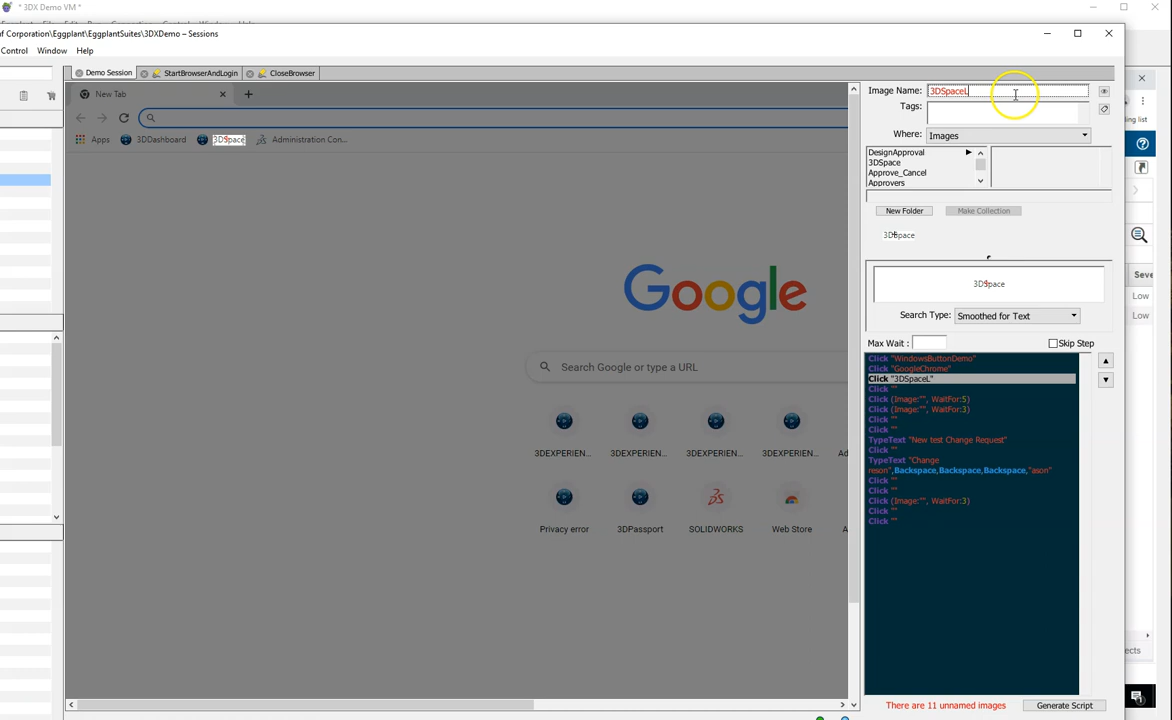 * 3DX Demo VM *
af Corporation\Eggplant\EggplantSuites\3DXDemo – Sessions
Control Window Help
Demo Session StartBrowserAndLogin CloseBrowser
New Tab
Apps 3DDashboard 3DSpace Administration Con...
Google
Search Google or type a URL
3DEXPERIEN... 3DEXPERIEN... 3DEXPERIEN... 3DEXPERIEN... Ad
Privacy error 3DPassport SOLIDWORKS Web Store A
Image Name: 3DSpaceL
Tags:
Where: Images
DesignApproval
3DSpace
Approve_Cancel
Approvers
New Folder Make Collection
3DSpace
3DSpace
Search Type: Smoothed for Text
Max Wait : Skip Step
Click "WindowsButtonDemo"
Click "GoogleChrome"
Click "3DSpaceL"
Click ""
Click (Image:"", WaitFor:5)
Click (Image:"", WaitFor:3)
Click ""
Click ""
TypeText "New test Change Request"
Click ""
TypeText "Change
reson",Backspace,Backspace,Backspace,"ason"
Click ""
Click ""
Click (Image:"", WaitFor:3)
Click ""
Click ""
There are 11 unnamed images Generate Script
ding list
Seve
Low
Low
ects